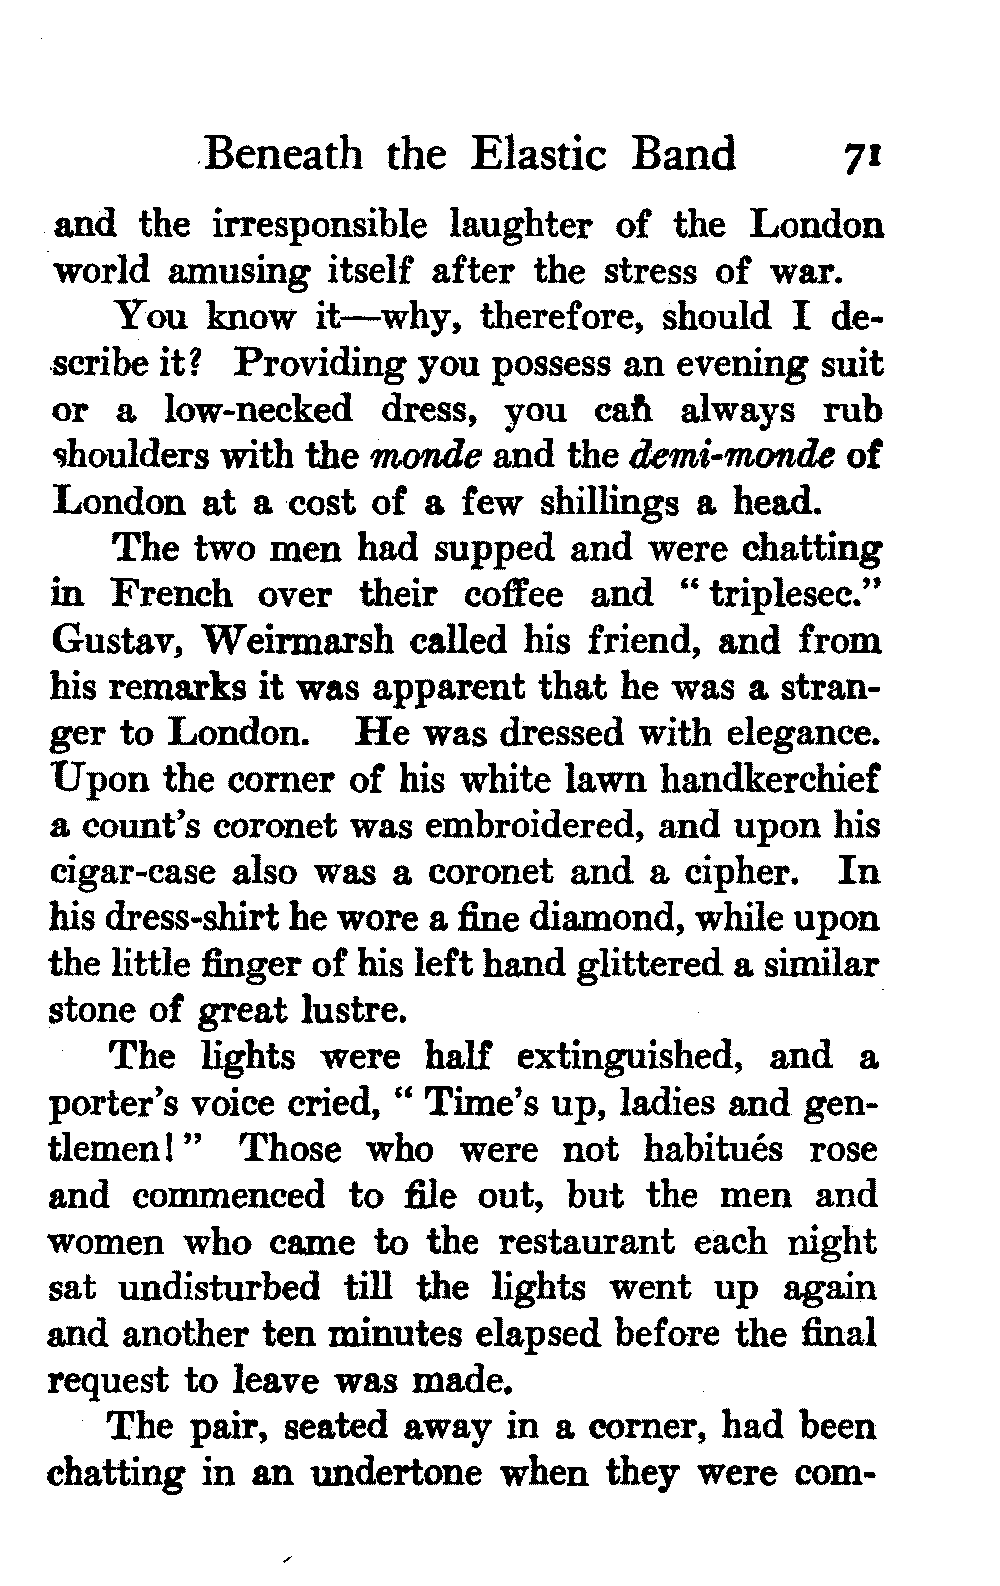 Beneath the Elastic Band 71
and the irresponsible laughter of the London
world amusing itself after the stress of war.
You know it—why, therefore, should I de-
scribe it? Providing you possess an evening suit
or a low-necked dress, you can always rub
shoulders with the monde and the demi-monde of
London at a cost of a few shillings a head.
The two men had supped and were chatting
in French over their coffee and “triplesec.”
Gustav, Weirmarsh called his friend, and from
his remarks it was apparent that he was a stran-
ger to London. He was dressed with elegance.
Upon the corner of his white lawn handkerchief
a count’s coronet was embroidered, and upon his
cigar-case also was a coronet and a cipher. In
his dress-shirt he wore a fine diamond, while upon
the little finger of his left hand glittered a similar
stone of great lustre.
The lights were half extinguished, and a
porter’s voice cried, “Time’s up, ladies and gen-
tlemen!” Those who were not habitués rose
and commenced to file out, but the men and
women who came to the restaurant each night
sat undisturbed till the lights went up again
and another ten minutes elapsed before the final
request to leave was made.
The pair, seated away in a corner, had been
chatting in an undertone when they were com-